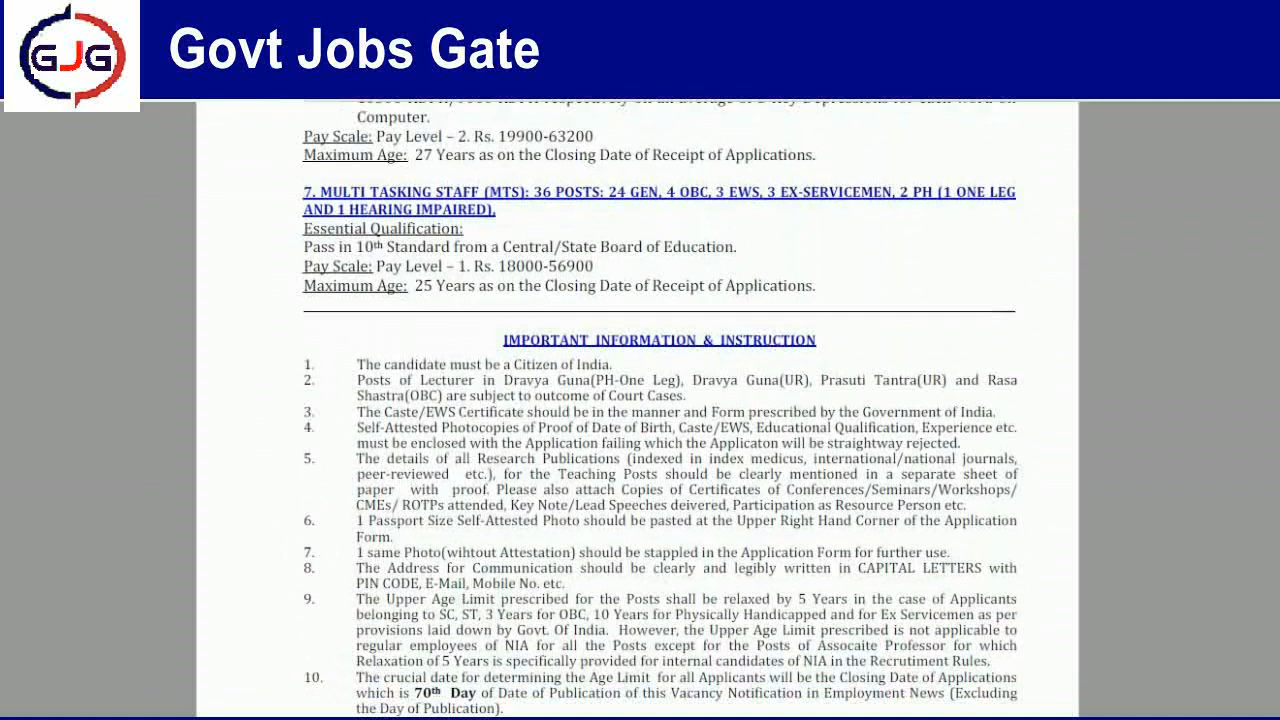 GJG
Govt Jobs Gate
Computer.
Pay Scale: Pay Level – 2. Rs. 19900-63200
Maximum Age: 27 Years as on the Closing Date of Receipt of Applications.
7. MULTI TASKING STAFF (MTS): 36 POSTS: 24 GEN, 4 OBC, 3 EWS, 3 EX-SERVICEMEN, 2 PH (1 ONE LEG
AND 1 HEARING IMPAIRED),
Essential Qualification:
Pass in 10th Standard from a Central/State Board of Education.
Pay Scale: Pay Level – 1. Rs. 18000-56900
Maximum Age: 25 Years as on the Closing Date of Receipt of Applications.
IMPORTANT INFORMATION & INSTRUCTION
1. The candidate must be a Citizen of India.
2. Posts of Lecturer in Dravya Guna(PH-One Leg), Dravya Guna(UR), Prasuti Tantra(UR) and Rasa
Shastra(OBC) are subject to outcome of Court Cases.
3. The Caste/EWS Certificate should be in the manner and Form prescribed by the Government of India.
4. Self-Attested Photocopies of Proof of Date of Birth, Caste/EWS, Educational Qualification, Experience etc.
must be enclosed with the Application failing which the Applicaton will be straightway rejected.
5. The details of all Research Publications (indexed in index medicus, international/national journals,
peer-reviewed etc.), for the Teaching Posts should be clearly mentioned in a separate sheet of
paper with proof. Please also attach Copies of Certificates of Conferences/Seminars/Workshops/
CMEs/ ROTPs attended, Key Note/Lead Speeches deivered, Participation as Resource Person etc.
6. 1 Passport Size Self-Attested Photo should be pasted at the Upper Right Hand Corner of the Application
Form.
7. 1 same Photo(wihtout Attestation) should be stappled in the Application Form for further use.
8. The Address for Communication should be clearly and legibly written in CAPITAL LETTERS with
PIN CODE, E-Mail, Mobile No. etc.
9. The Upper Age Limit prescribed for the Posts shall be relaxed by 5 Years in the case of Applicants
belonging to SC, ST, 3 Years for OBC, 10 Years for Physically Handicapped and for Ex Servicemen as per
provisions laid down by Govt. Of India. However, the Upper Age Limit prescribed is not applicable to
regular employees of NIA for all the Posts except for the Posts of Assocaite Professor for which
Relaxation of 5 Years is specifically provided for internal candidates of NIA in the Recrutiment Rules.
10. The crucial date for determining the Age Limit for all Applicants will be the Closing Date of Applications
which is 70th Day of Date of Publication of this Vacancy Notification in Employment News (Excluding
the Day of Publication).